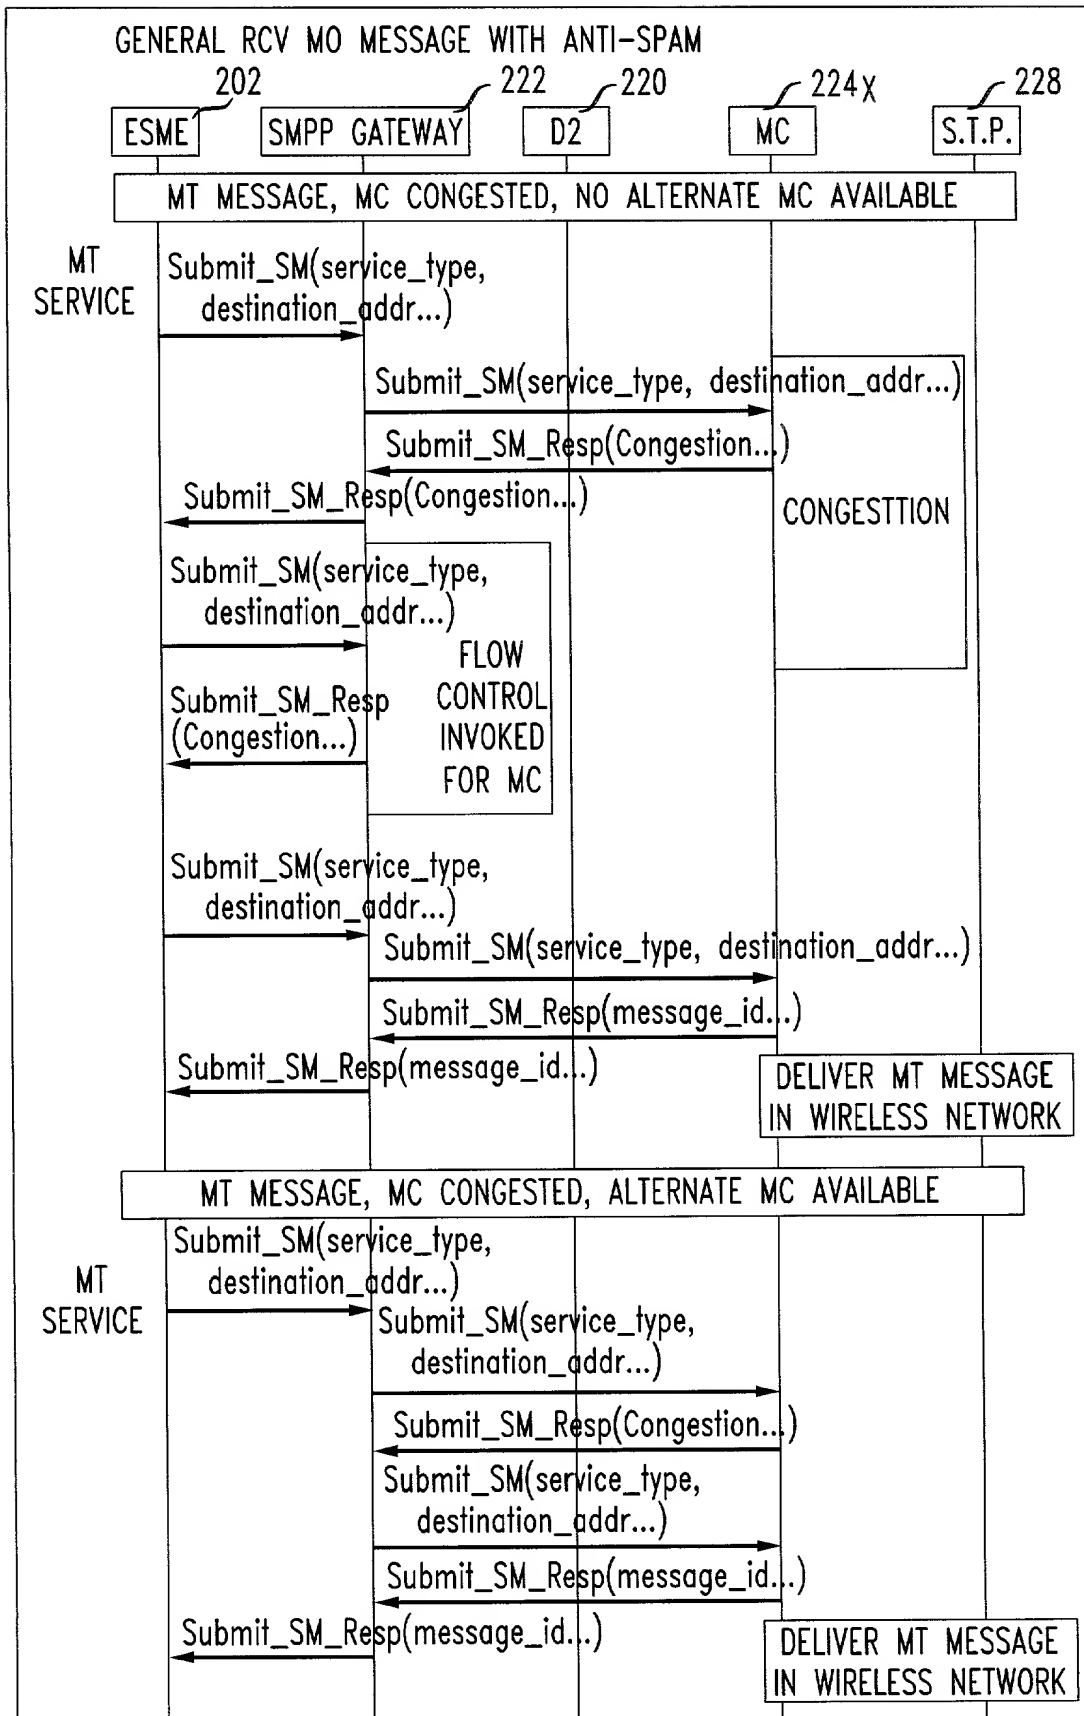 GENERAL RCV MO MESSAGE WITH ANTI-SPAM
202
222
220
224X
228
ESME
SMPP GATEWAY
D2
MC
S.T.P.
MT MESSAGE, MC CONGESTED, NO ALTERNATE MC AVAILABLE
MT
SERVICE
Submit_SM(service_type,
destination_addr...)
Submit_SM(service_type, destination_addr...)
Submit_SM_Resp(Congestion...)
Submit_SM_Resp(Congestion...)
CONGESTTION
Submit_SM(service_type,
destination_addr...)
FLOW
CONTROL
INVOKED
FOR MC
Submit_SM_Resp
(Congestion...)
Submit_SM(service_type,
destination_addr...)
Submit_SM(service_type, destination_addr...)
Submit_SM_Resp(message_id...)
Submit_SM_Resp(message_id...)
DELIVER MT MESSAGE
IN WIRELESS NETWORK
MT MESSAGE, MC CONGESTED, ALTERNATE MC AVAILABLE
MT
SERVICE
Submit_SM(service_type,
destination_addr...)
Submit_SM(service_type,
destination_addr...)
Submit_SM_Resp(Congestion...)
Submit_SM(service_type,
destination_addr...)
Submit_SM_Resp(message_id...)
Submit_SM_Resp(message_id...)
DELIVER MT MESSAGE
IN WIRELESS NETWORK